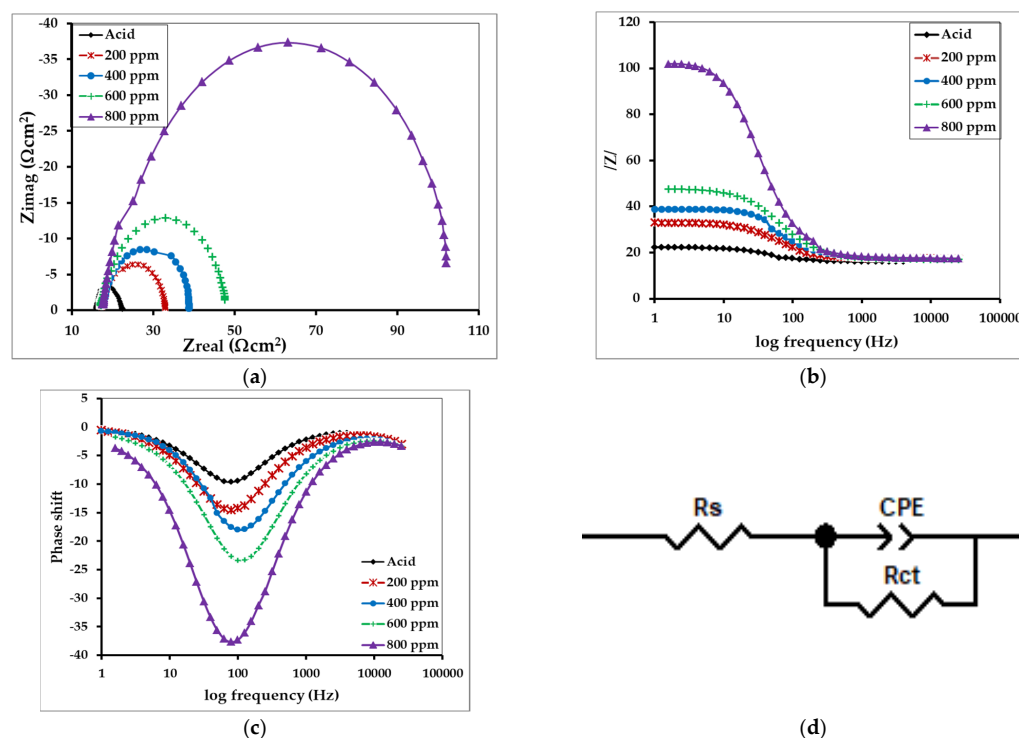 -40
-35
-30
-25
-20
-15
-10
-5
0
Zimag (Ωcm²)
Acid
200 ppm
400 ppm
600 ppm
800 ppm
10 30 50 70 90 110
Zreal (Ωcm²)
(a)
120
100
80
60
40
20
0
/Z/
Acid
200 ppm
400 ppm
600 ppm
800 ppm
1 10 100 1000 10000 100000
log frequency (Hz)
(b)
5
0
-5
-10
-15
-20
-25
-30
-35
-40
Phase shift
Acid
200 ppm
400 ppm
600 ppm
800 ppm
1 10 100 1000 10000 100000
log frequency (Hz)
(c)
Rs
CPE
Rct
(d)